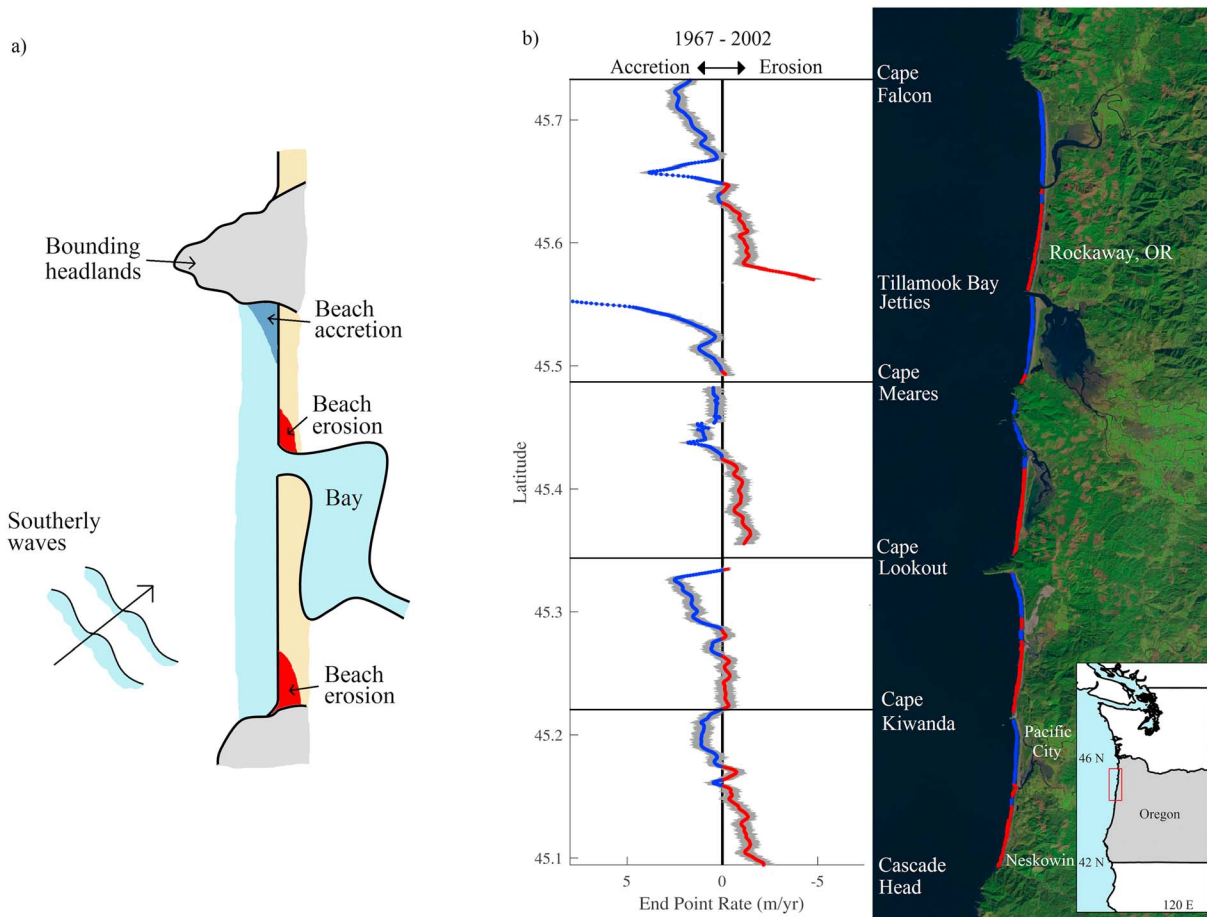 a)
Bounding
headlands
Beach
accretion
Beach
erosion
Bay
Southerly
waves
Beach
erosion
b)
1967 - 2002
Accretion
Erosion
45.7
45.6
45.5
45.4
45.3
45.2
45.1
Latitude
5
0
-5
End Point Rate (m/yr)
Cape
Falcon
Rockaway, OR
Tillamook Bay
Jetties
Cape
Meares
Cape
Lookout
Cape
Kiwanda
Pacific
City
Neskowin
Cascade
Head
46 N
Oregon
42 N
120 E